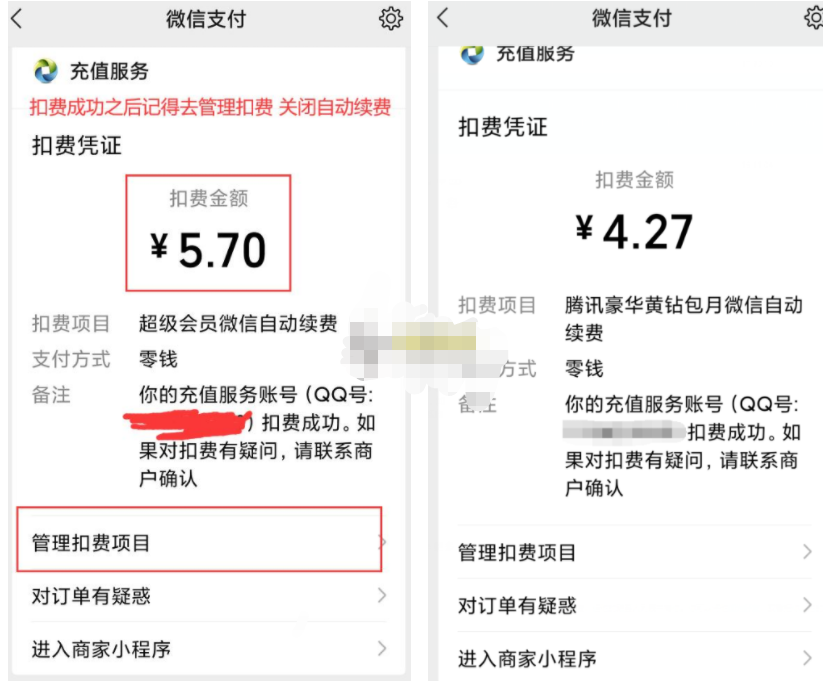 微信支付
充值服务
扣费成功之后记得去管理扣费 关闭自动续费
扣费凭证
扣费金额
¥5.70
扣费项目 超级会员微信自动续费
支付方式 零钱
备注 你的充值服务账号（QQ号:
）扣费成功。如
果对扣费有疑问，请联系商
户确认
管理扣费项目
对订单有疑惑
进入商家小程序
微信支付
充值服务
扣费凭证
扣费金额
¥4.27
扣费项目 腾讯豪华黄钻包月微信自动
续费
方式 零钱
备注 你的充值服务账号（QQ号:
扣费成功。如
果对扣费有疑问，请联系商
户确认
管理扣费项目
对订单有疑惑
进入商家小程序